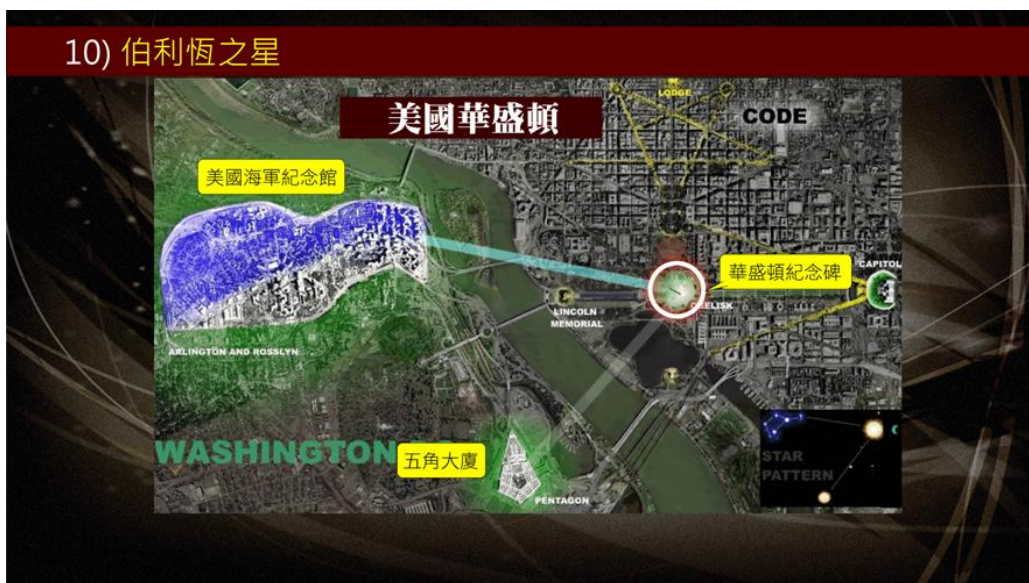 10) 伯利恆之星
LODGE
美國華盛頓
CODE
美國海軍紀念館
華盛頓紀念碑
CAPITOL
OBELISK
LINCOLN
MEMORIAL
ARLINGTON AND ROSSLYN
WASHINGTON
五角大廈
STAR
PATTERN
PENTAGON